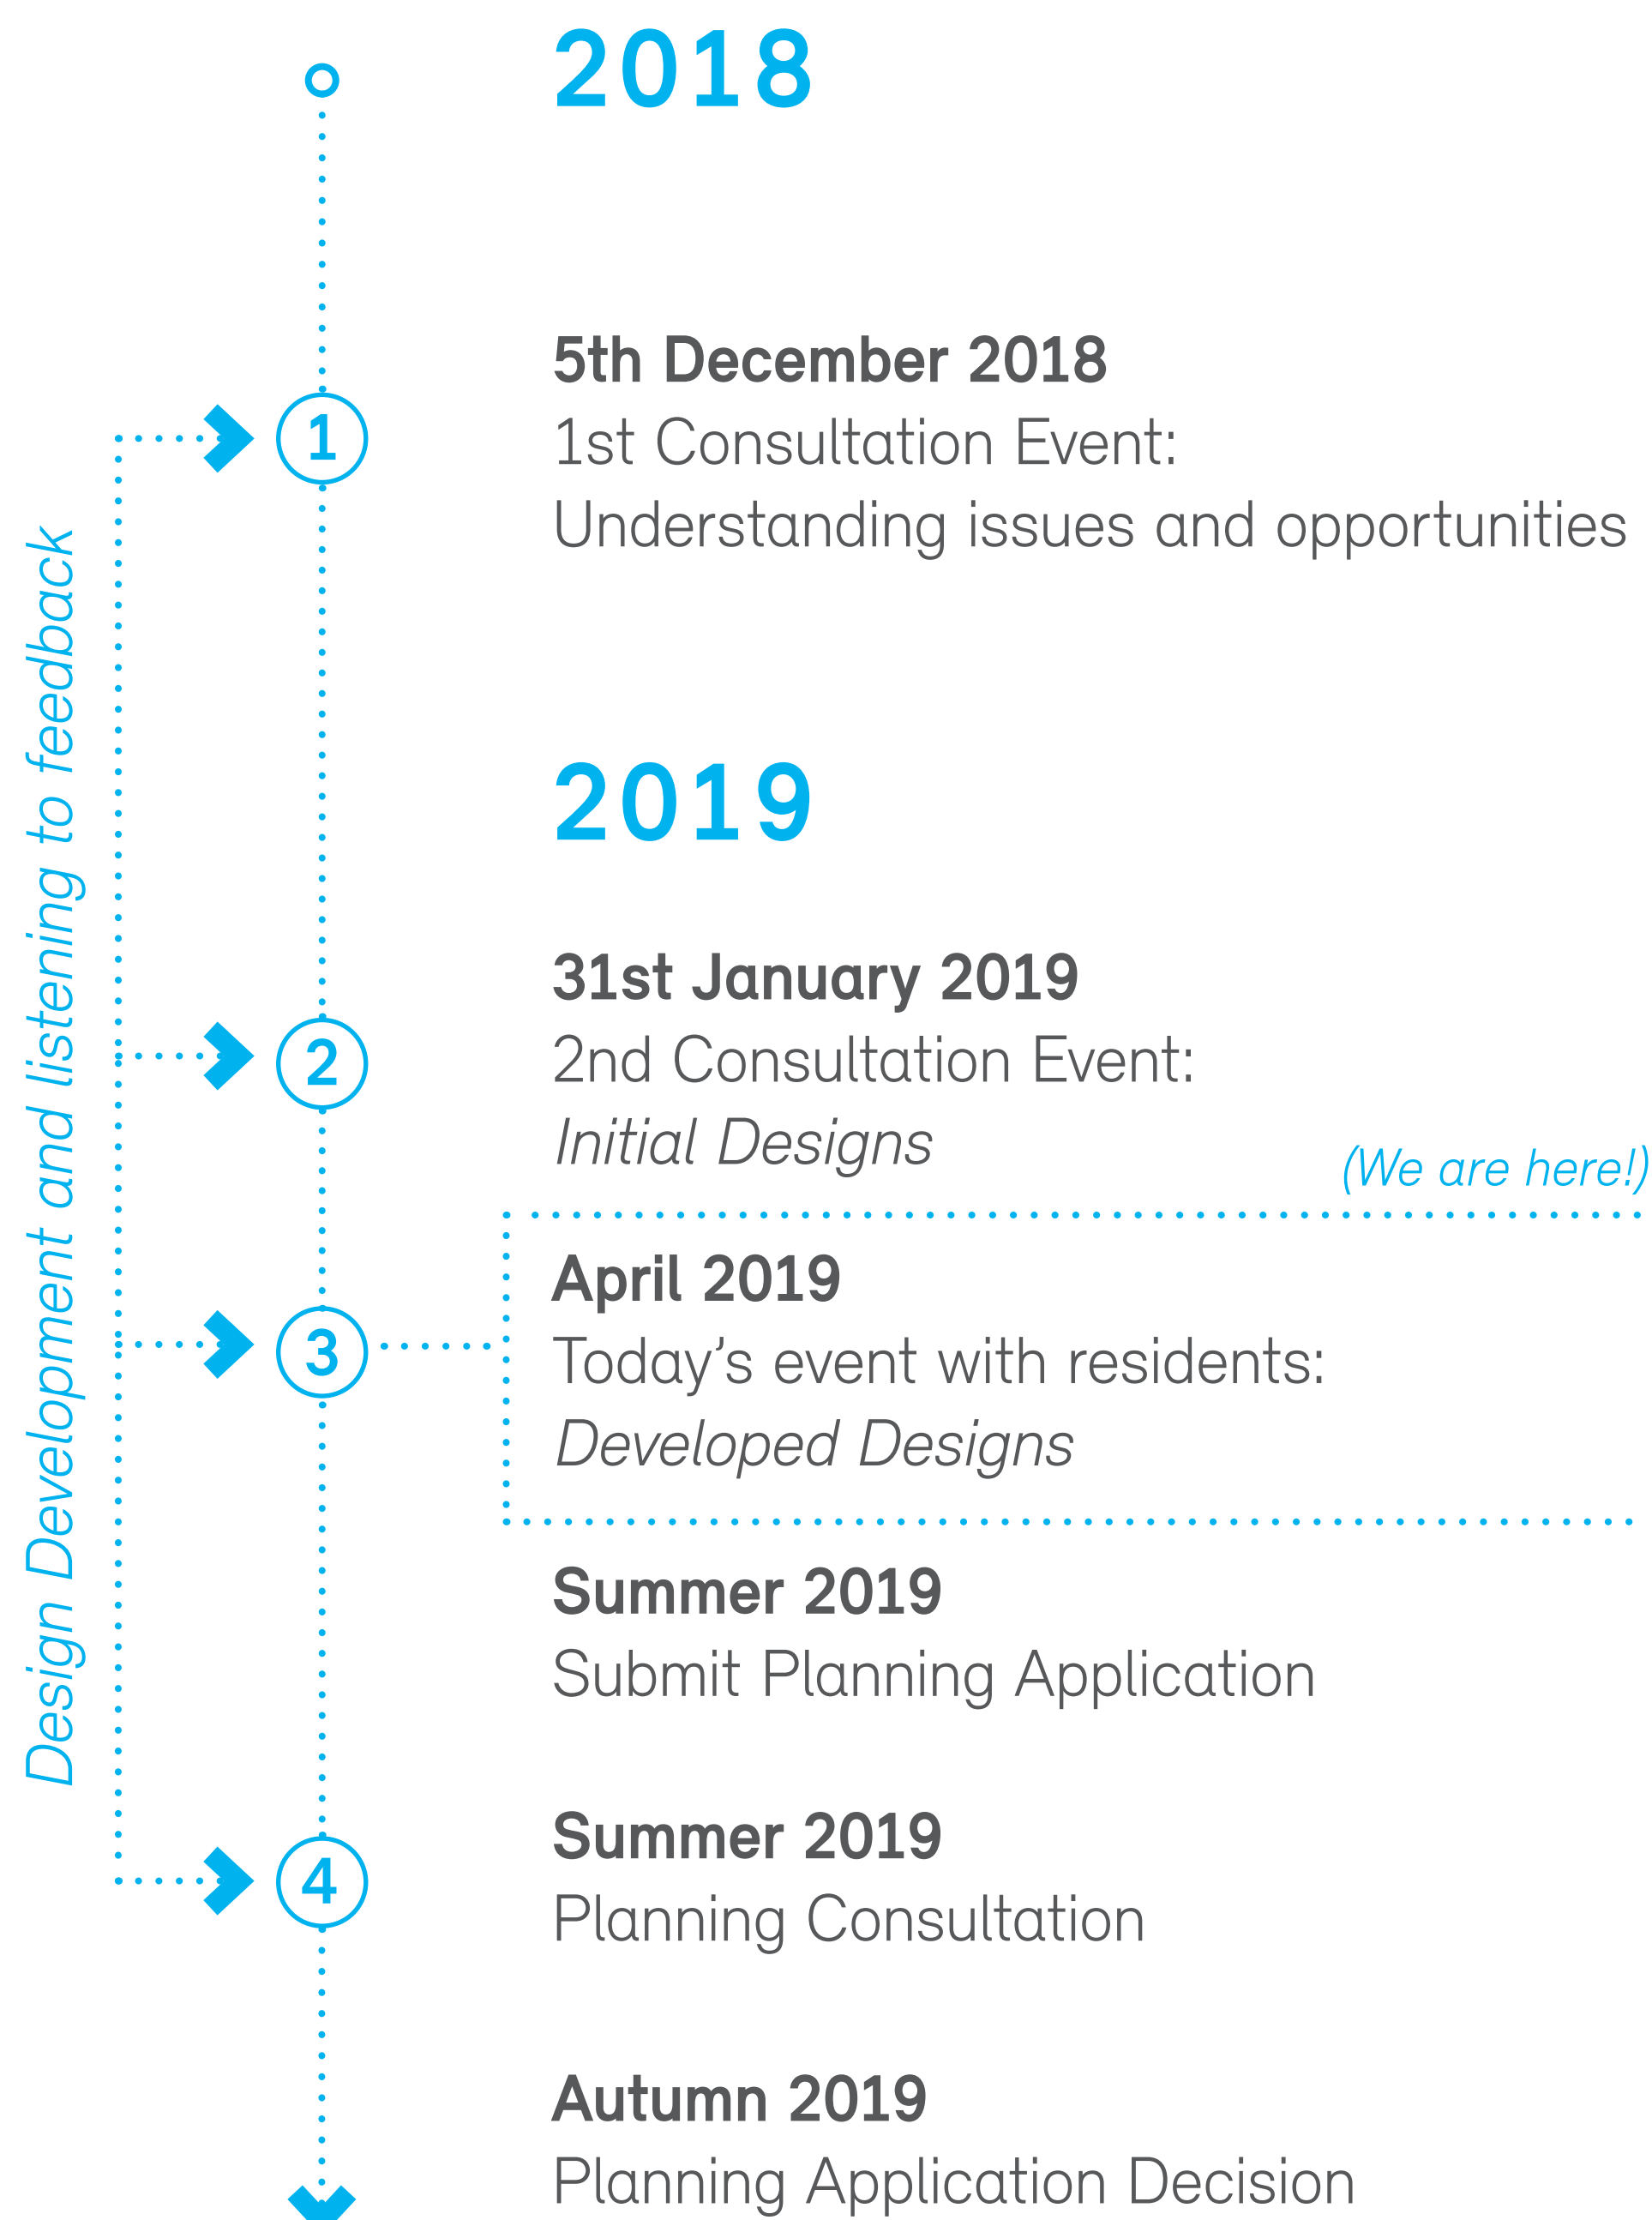 2018
1
5th December 2018
1st Consultation Event:
Understanding issues and opportunities
Design Development and listening to feedback
2019
2
31st January 2019
2nd Consultation Event:
Initial Designs
(We are here!)
3
April 2019
Today's event with residents:
Developed Designs
Summer 2019
Submit Planning Application
4
Summer 2019
Planning Consultation
Autumn 2019
Planning Application Decision